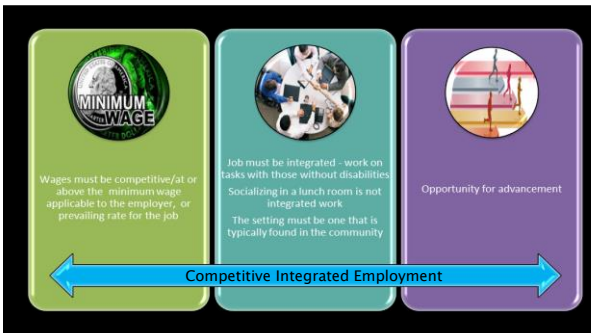 MINIMUM
WAGE
Wages must be competitive/at or
above the minimum wage
applicable to the employer, or
prevailing rate for the job
Job must be integrated - work on
tasks with those without disabilities
Socializing in a lunch room is not
integrated work
The setting must be one that is
typically found in the community
Opportunity for advancement
Competitive Integrated Employment